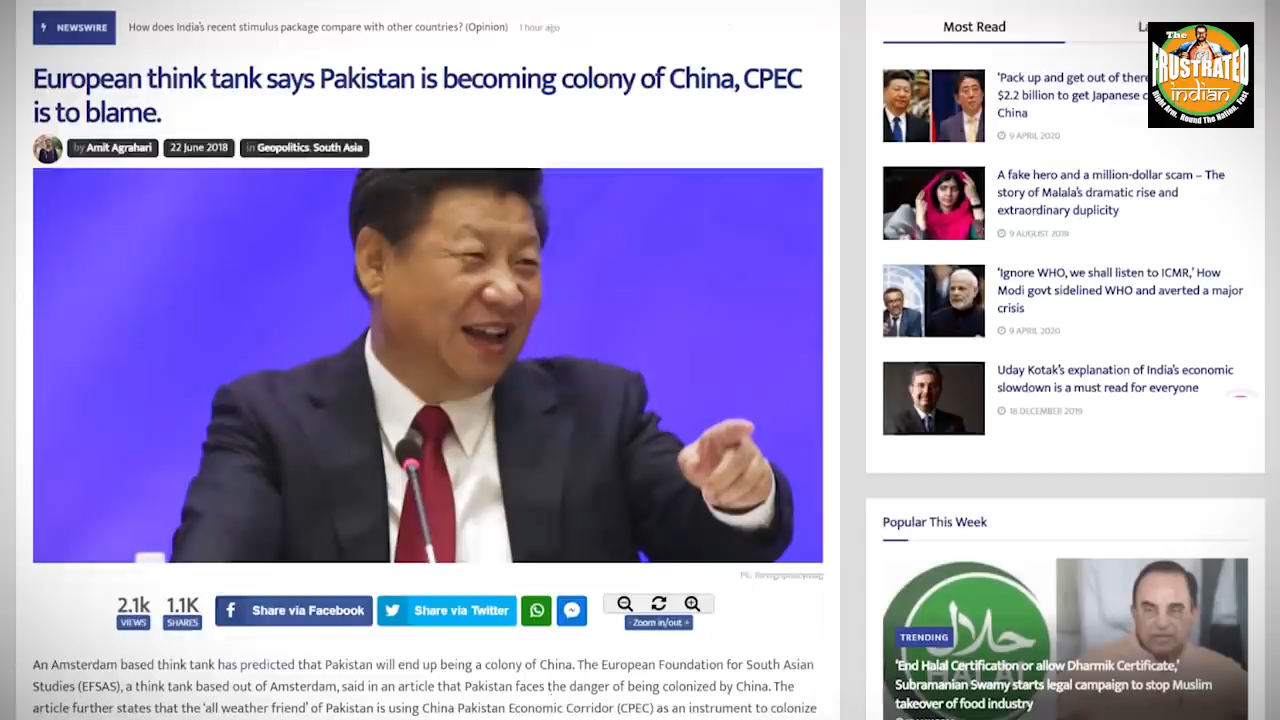 NEWSWIRE How does India's recent stimulus package compare with other countries? (Opinion) 1 hour ago
European think tank says Pakistan is becoming colony of China, CPEC
is to blame.
by Amit Agrahari 22 June 2018 in Geopolitics, South Asia
2.1k 1.1K Share via Facebook Share via Twitter
VIEWS SHARES Zoom in/out +
An Amsterdam based think tank has predicted that Pakistan will end up being a colony of China. The European Foundation for South Asian
Studies (EFSAS), a think tank based out of Amsterdam, said in an article that Pakistan faces the danger of being colonized by China. The
article further states that the 'all weather friend' of Pakistan is using China Pakistan Economic Corridor (CPEC) as an instrument to colonize
Most Read
'Pack up and get out of there
$2.2 billion to get Japanese c
China
9 APRIL 2020
A fake hero and a million-dollar scam – The
story of Malala's dramatic rise and
extraordinary duplicity
9 AUGUST 2019
'Ignore WHO, we shall listen to ICMR,' How
Modi govt sidelined WHO and averted a major
crisis
9 APRIL 2020
Uday Kotak's explanation of India's economic
slowdown is a must read for everyone
18 DECEMBER 2019
Popular This Week
حلال
HALAL
TRENDING
'End Halal Certification or allow Dharmik Certificate,'
Subramanian Swamy starts legal campaign to stop Muslim
takeover of food industry
The
FRUSTRATED
indian
Right Arm, Round The Nation, Fast